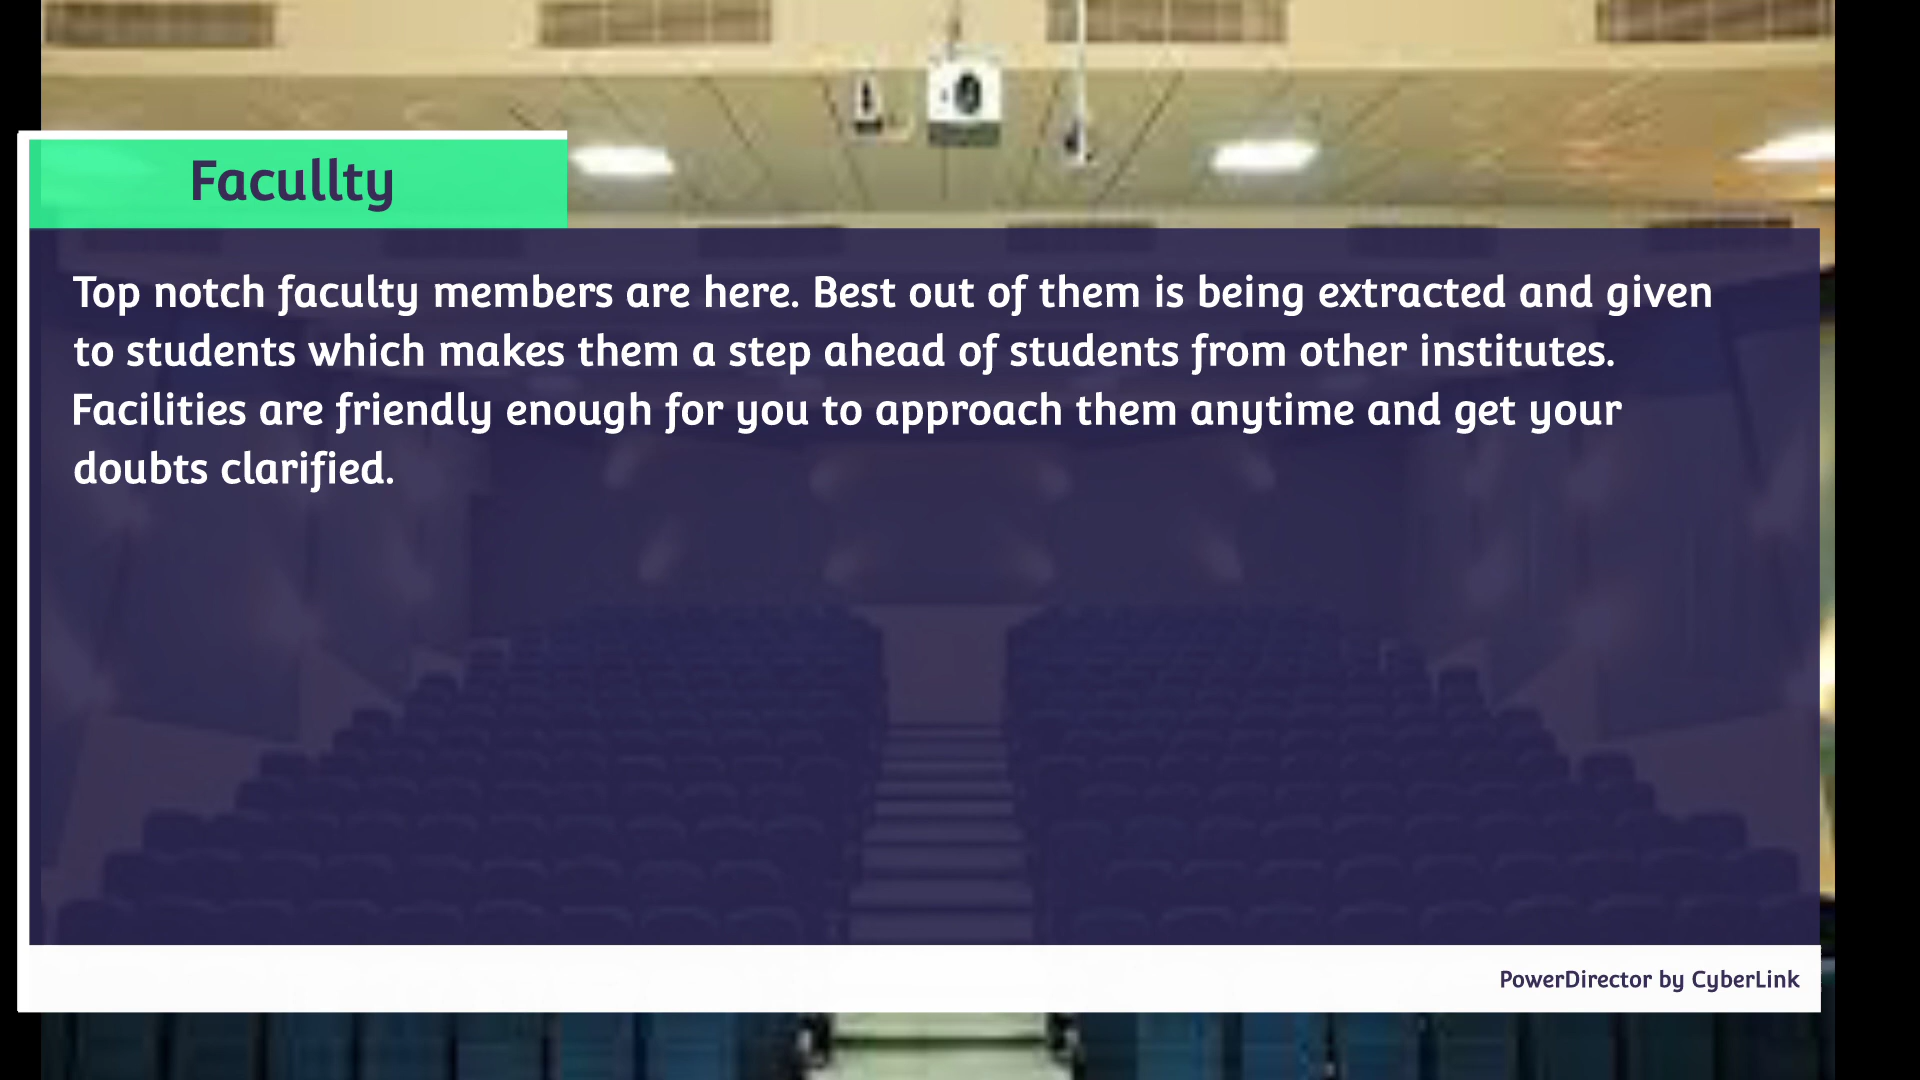 Facullty
Top notch faculty members are here. Best out of them is being extracted and given
to students which makes them a step ahead of students from other institutes.
Facilities are friendly enough for you to approach them anytime and get your
doubts clarified.
PowerDirector by CyberLink